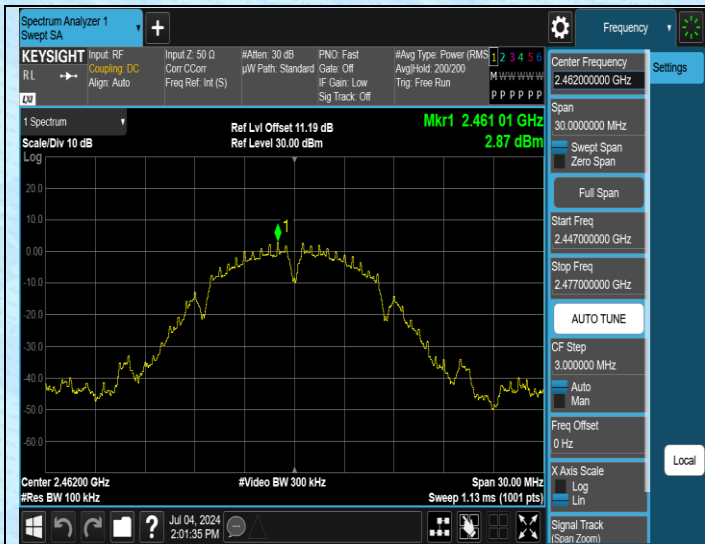 Spectrum Analyzer 1
Swept SA
+
Frequency
KEYSIGHT
RL
LXI
Input: RF
Coupling: DC
Align: Auto
Input Z: 50 Ω
Corr CCorr
Freq Ref: Int (S)
#Atten: 30 dB
µW Path: Standard
PNO: Fast
Gate: Off
IF Gain: Low
Sig Track: Off
#Avg Type: Power (RMS
Avg|Hold: 200/200
Trig: Free Run
1 2 3 4 5 6
M W W W W W
P P P P P P
1 Spectrum
Scale/Div 10 dB
Log
Ref Lvl Offset 11.19 dB
Ref Level 30.00 dBm
Mkr1 2.461 01 GHz
2.87 dBm
20.0
10.0
0.00
-10.0
-20.0
-30.0
-40.0
-50.0
-60.0
1
Center 2.46200 GHz
#Res BW 100 kHz
#Video BW 300 kHz
Span 30.00 MHz
Sweep 1.13 ms (1001 pts)
Jul 04, 2024
2:01:35 PM
?
Center Frequency
2.462000000 GHz
Settings
Span
30.0000000 MHz
Swept Span
Zero Span
Full Span
Start Freq
2.447000000 GHz
Stop Freq
2.477000000 GHz
AUTO TUNE
CF Step
3.000000 MHz
Auto
Man
Freq Offset
0 Hz
X Axis Scale
Log
Lin
Local
Signal Track
(Span Zoom)